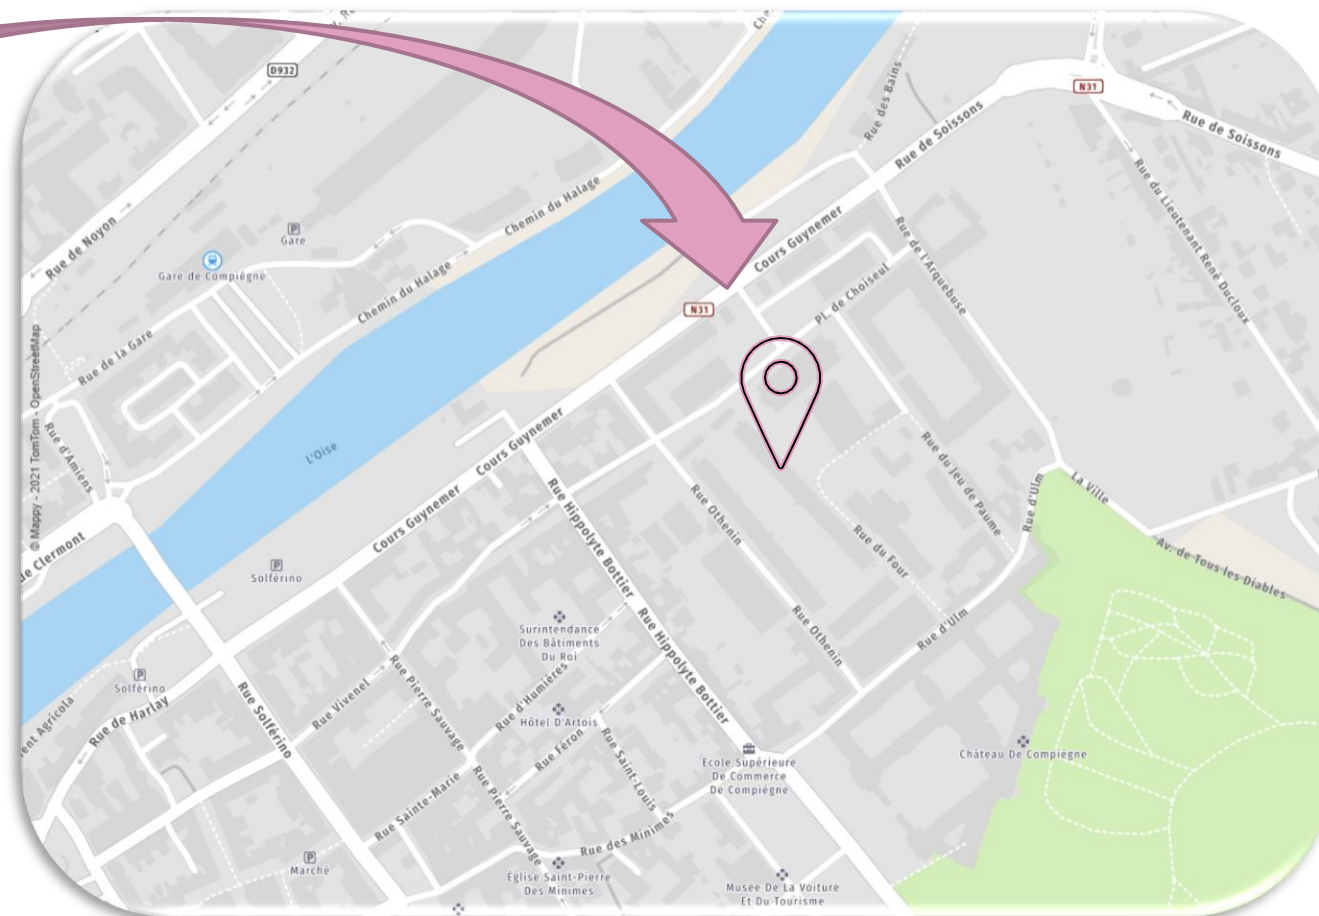 D932
N31
Rue des Bains
Rue de Soissons
Rue de Soissons
Rue de Noyon
Gare
Gare de Compiègne
Chemin du Halage
Chemin du Halage
Cours Guynemer
Rue de l'Arquebuse
Rue du Lieutenant René Ducloux
N31
Pl. de Choiseul
Rue de la Gare
© Mappy - 2021 TomTom - OpenStreetMap
Rue d'Amiens
L'Oise
Cours Guynemer
Cours Guynemer
Rue du Jeu de Paume
Rue Othenin
Rue Hippolyte Bottier
Rue du Four
Rue d'Ulm
La Ville
Av. de Tous les Diables
de Clermont
Solférino
Surintendance
Des Bâtiments
Du Roi
Rue Othenin
Rue d'Ulm
Rue Hippolyte Bottier
Solférino
Rue de Harlay
Rue Solférino
Rue Vivenel
Rue Pierre Sauvage
Rue d'Humières
Hôtel D'Artois
Rue Féron
Rue Saint-Louis
Ecole Supérieure
De Commerce
De Compiègne
Château De Compiègne
Rue Sainte-Marie
Rue Pierre Sauvage
Rue des Minimes
Marché
Église Saint-Pierre
Des Minimes
Musée De La Voiture
Et Du Tourisme